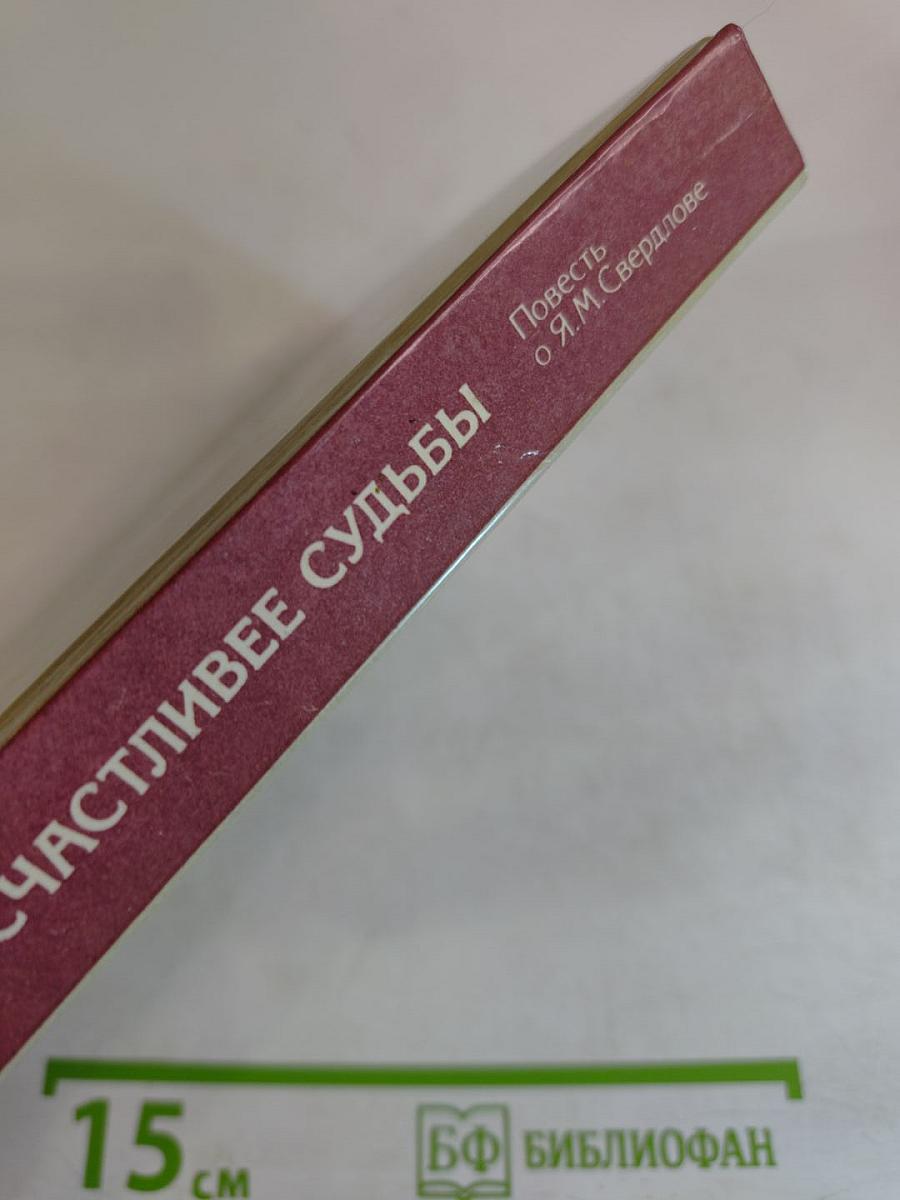 СЧАСТЛИВЕЕ СУДЬБЫ
Повесть
о Я.М.Свердлове
15 см
БФ БИБЛИОФАН